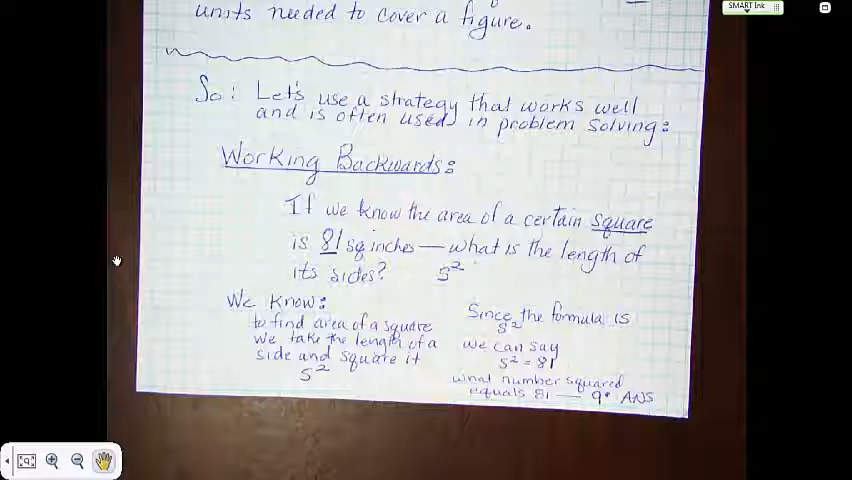 SMART Ink
units needed to cover a figure.
So: Let's use a strategy that works well
and is often used in problem solving:
Working Backwards:
If we know the area of a certain square
is 81 sq inches — what is the length of
its sides? s²
We know:
to find area of a square
we take the length of a
side and square it
s²
Since the formula is
s²
we can say
s² = 81
what number squared
equals 81 — 9. ANS